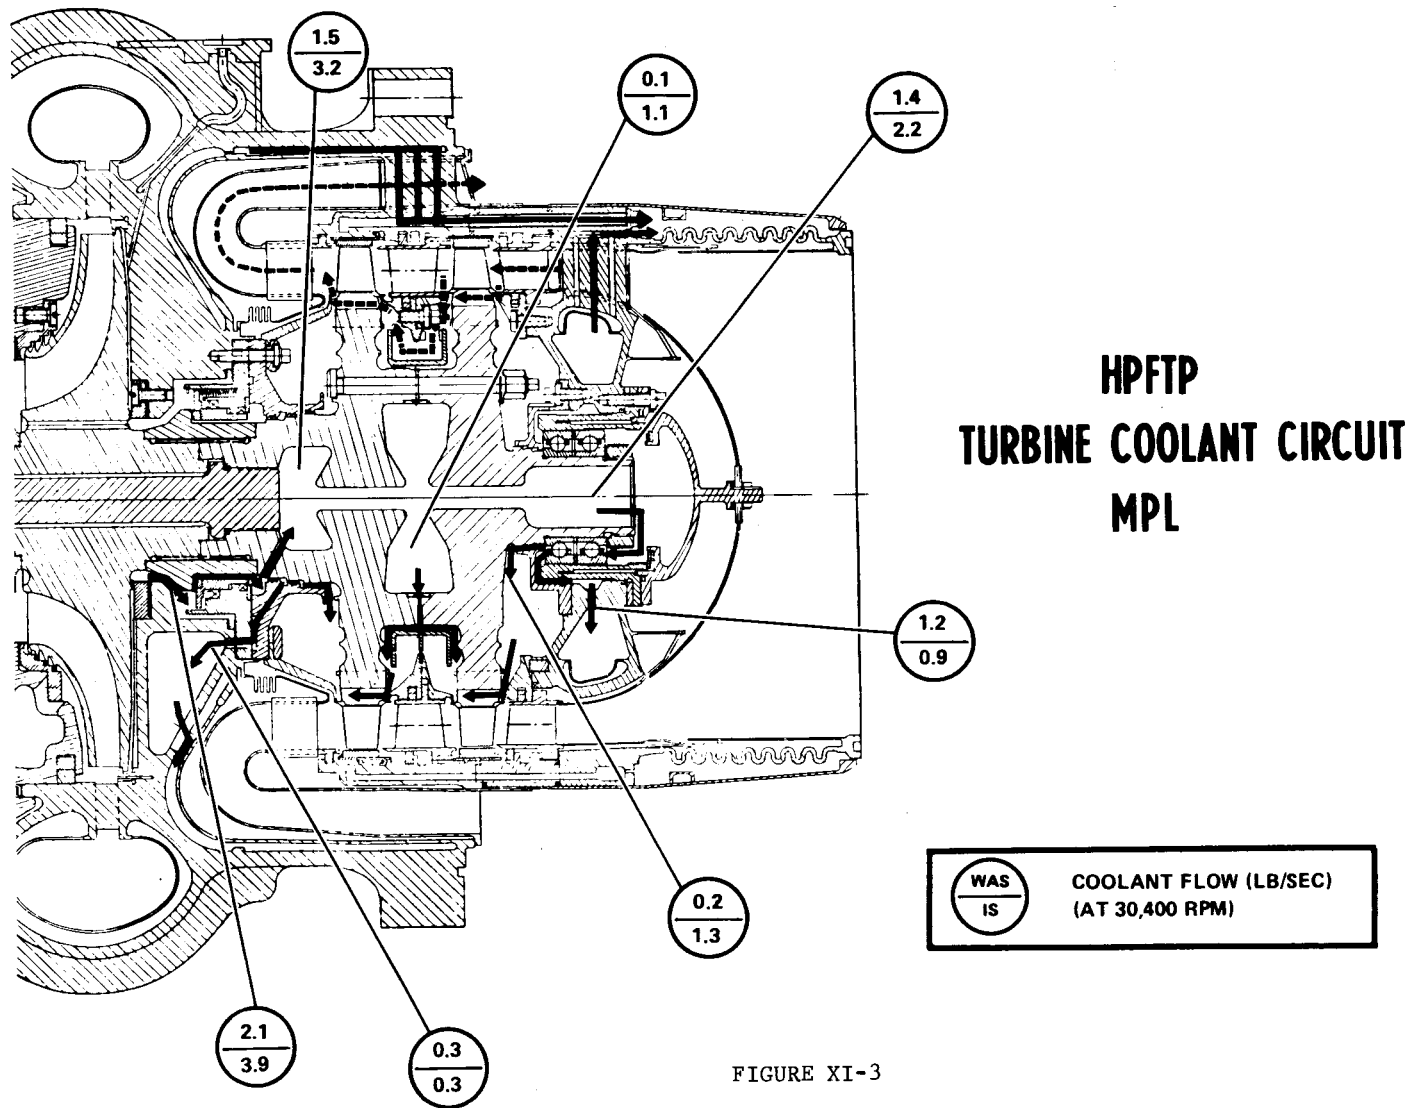 1.5
3.2
0.1
1.1
1.4
2.2
HPFTP
TURBINE COOLANT CIRCUIT
MPL
1.2
0.9
WAS
IS
COOLANT FLOW (LB/SEC)
(AT 30,400 RPM)
0.2
1.3
2.1
3.9
0.3
0.3
FIGURE XI-3